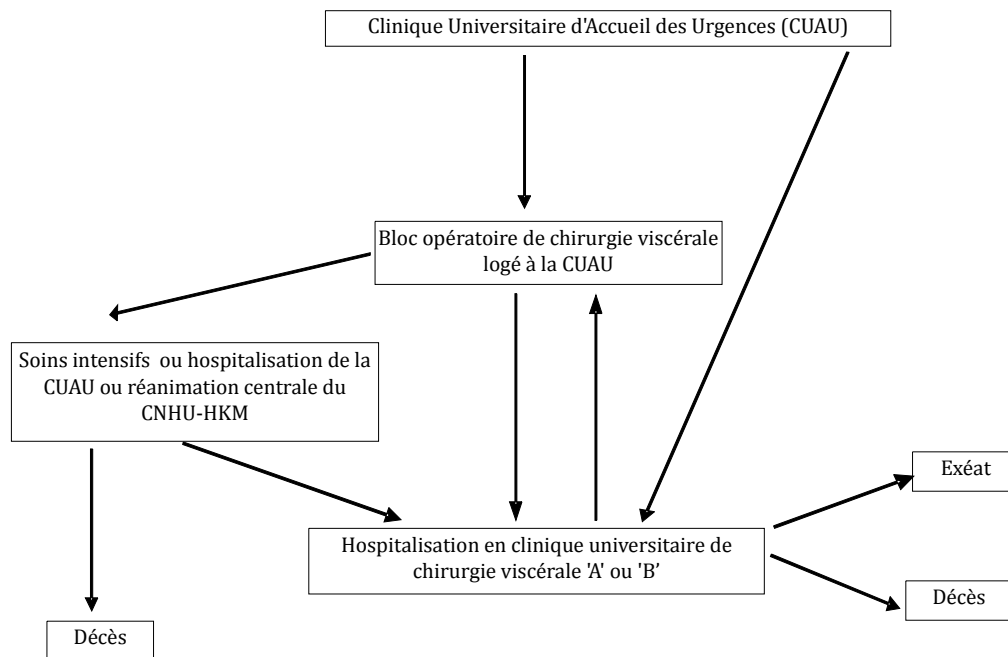 Clinique Universitaire d'Accueil des Urgences (CUAU)
Bloc opératoire de chirurgie viscérale
logé à la CUAU
Soins intensifs ou hospitalisation de la
CUAU ou réanimation centrale du
CNHU-HKM
Exéat
Hospitalisation en clinique universitaire de
chirurgie viscérale 'A' ou 'B’
Décès
Décès